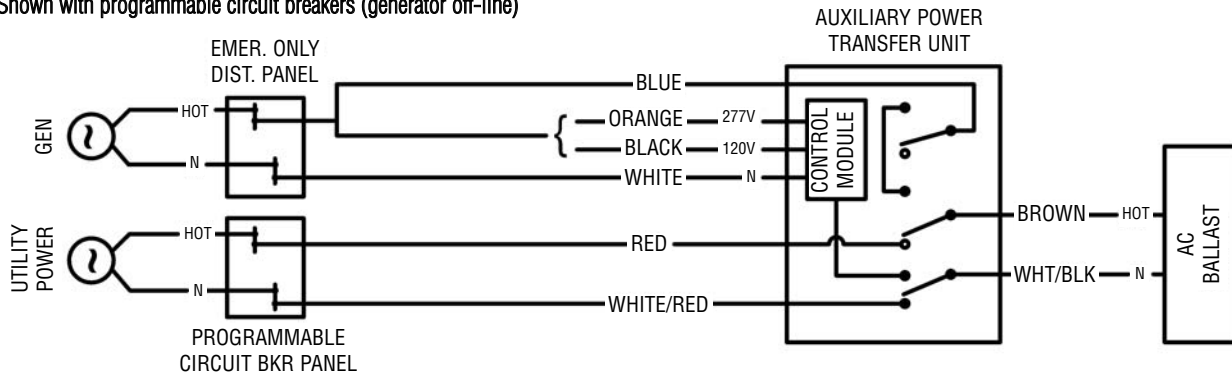 Shown with programmable circuit breakers (generator off-line)
AUXILIARY POWER
TRANSFER UNIT
EMER. ONLY
DIST. PANEL
GEN
HOT
N
BLUE
ORANGE
277V
BLACK
120V
WHITE
N
CONTROL
MODULE
UTILITY
POWER
HOT
N
RED
WHITE/RED
PROGRAMMABLE
CIRCUIT BKR PANEL
BROWN
HOT
WHT/BLK
N
AC
BALLAST